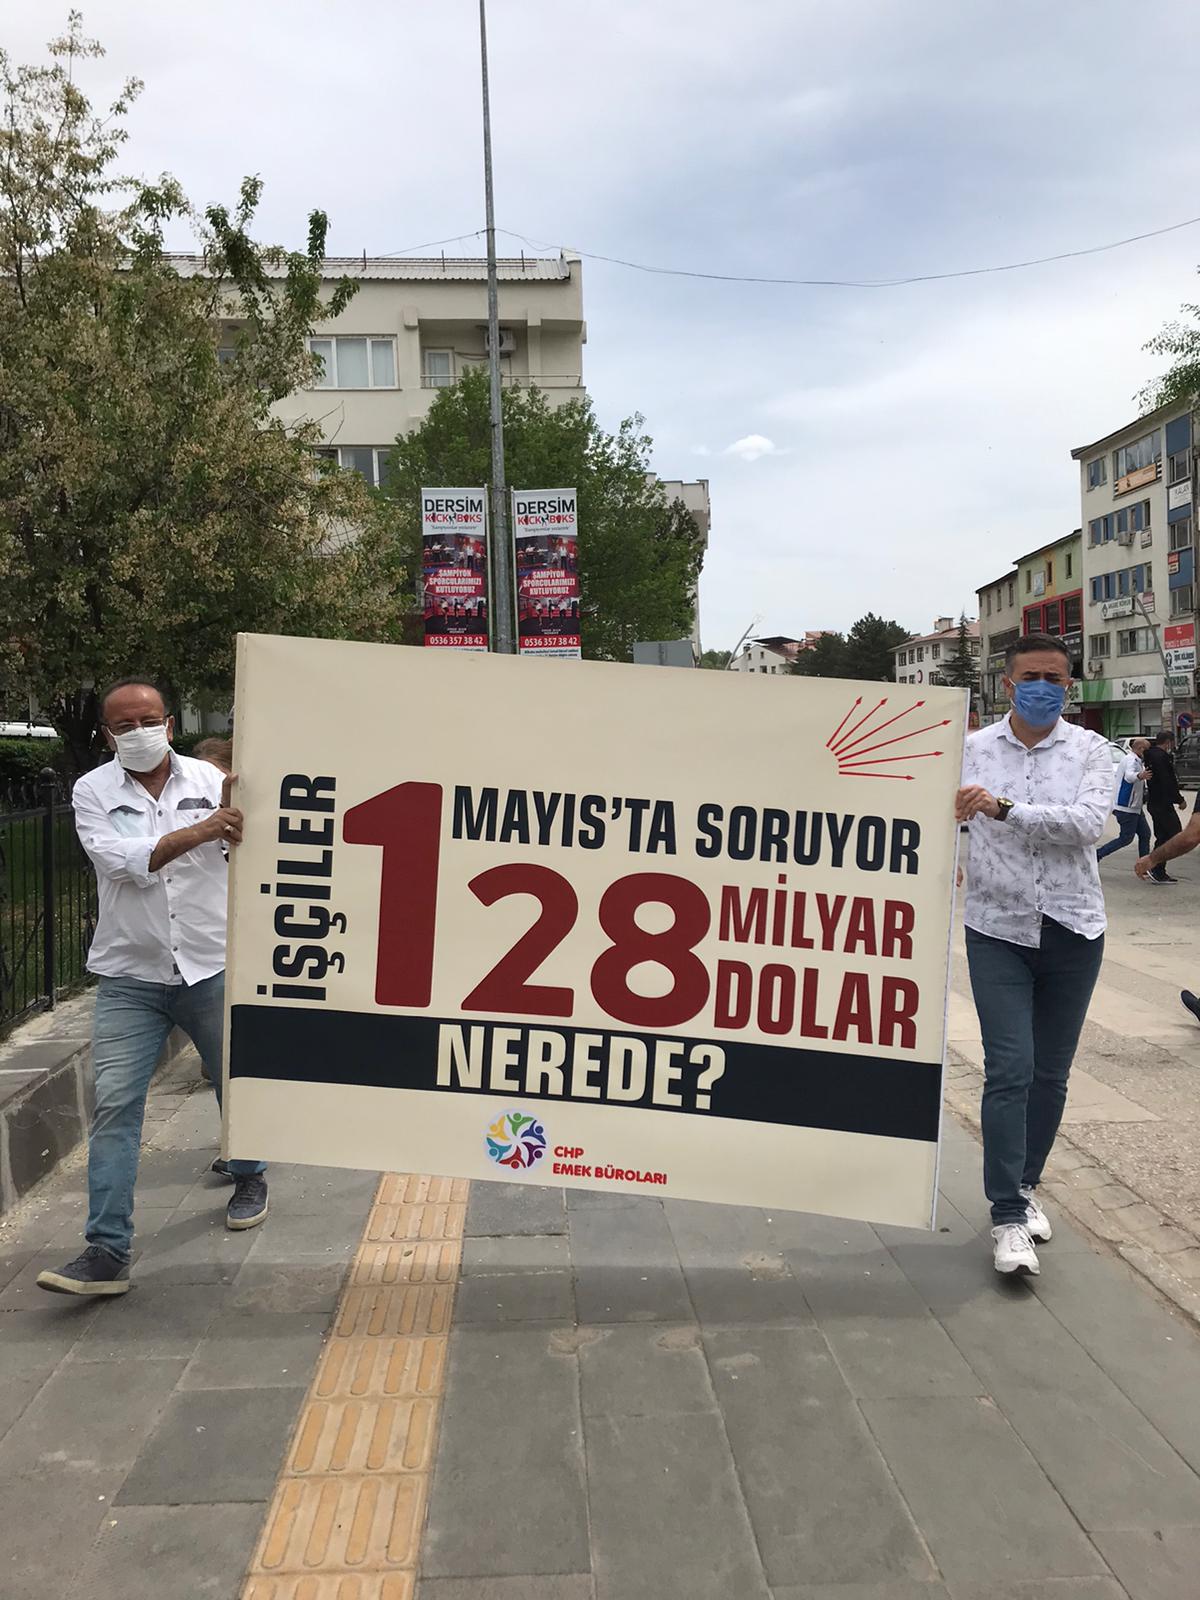 DERSİM
KICK BOKS
ŞAMPİYON
SPORCULARIMIZI
KUTLUYORUZ
0536 357 38 42
DERSİM
KICK BOKS
ŞAMPİYON
SPORCULARIMIZI
KUTLUYORUZ
0536 357 38 42
KALAN
Garanti
İŞÇİLER
1 MAYIS'TA SORUYOR
128 MİLYAR
DOLAR
NEREDE?
CHP
EMEK BÜROLARI